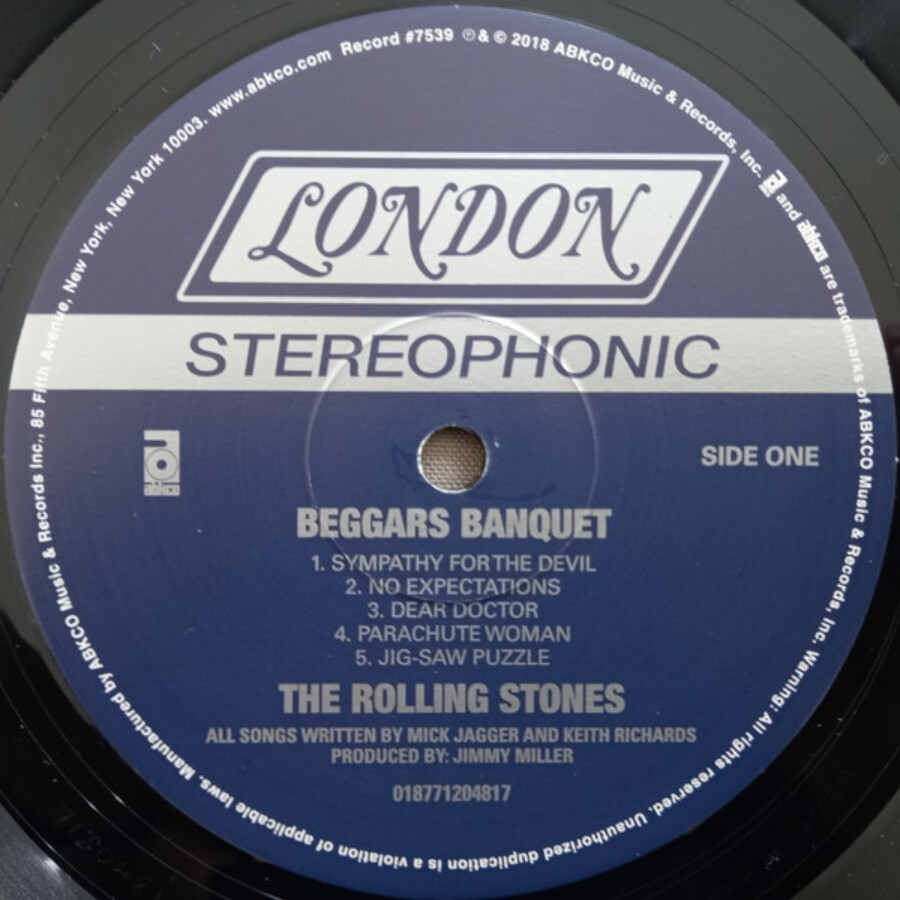 Manufactured by ABKCO Music & Records Inc., 85 Fifth Avenue, New York, New York 10003. www.abkco.com Record #7539 ℗ & © 2018 ABKCO Music & Records, Inc. a and abkco are trademarks of ABKCO Music & Records, Inc. Warning: All rights reserved. Unauthorized duplication is a violation of applicable laws.
LONDON
STEREOPHONIC
abkco
SIDE ONE
BEGGARS BANQUET
1. SYMPATHY FOR THE DEVIL
2. NO EXPECTATIONS
3. DEAR DOCTOR
4. PARACHUTE WOMAN
5. JIG-SAW PUZZLE
THE ROLLING STONES
ALL SONGS WRITTEN BY MICK JAGGER AND KEITH RICHARDS
PRODUCED BY: JIMMY MILLER
018771204817